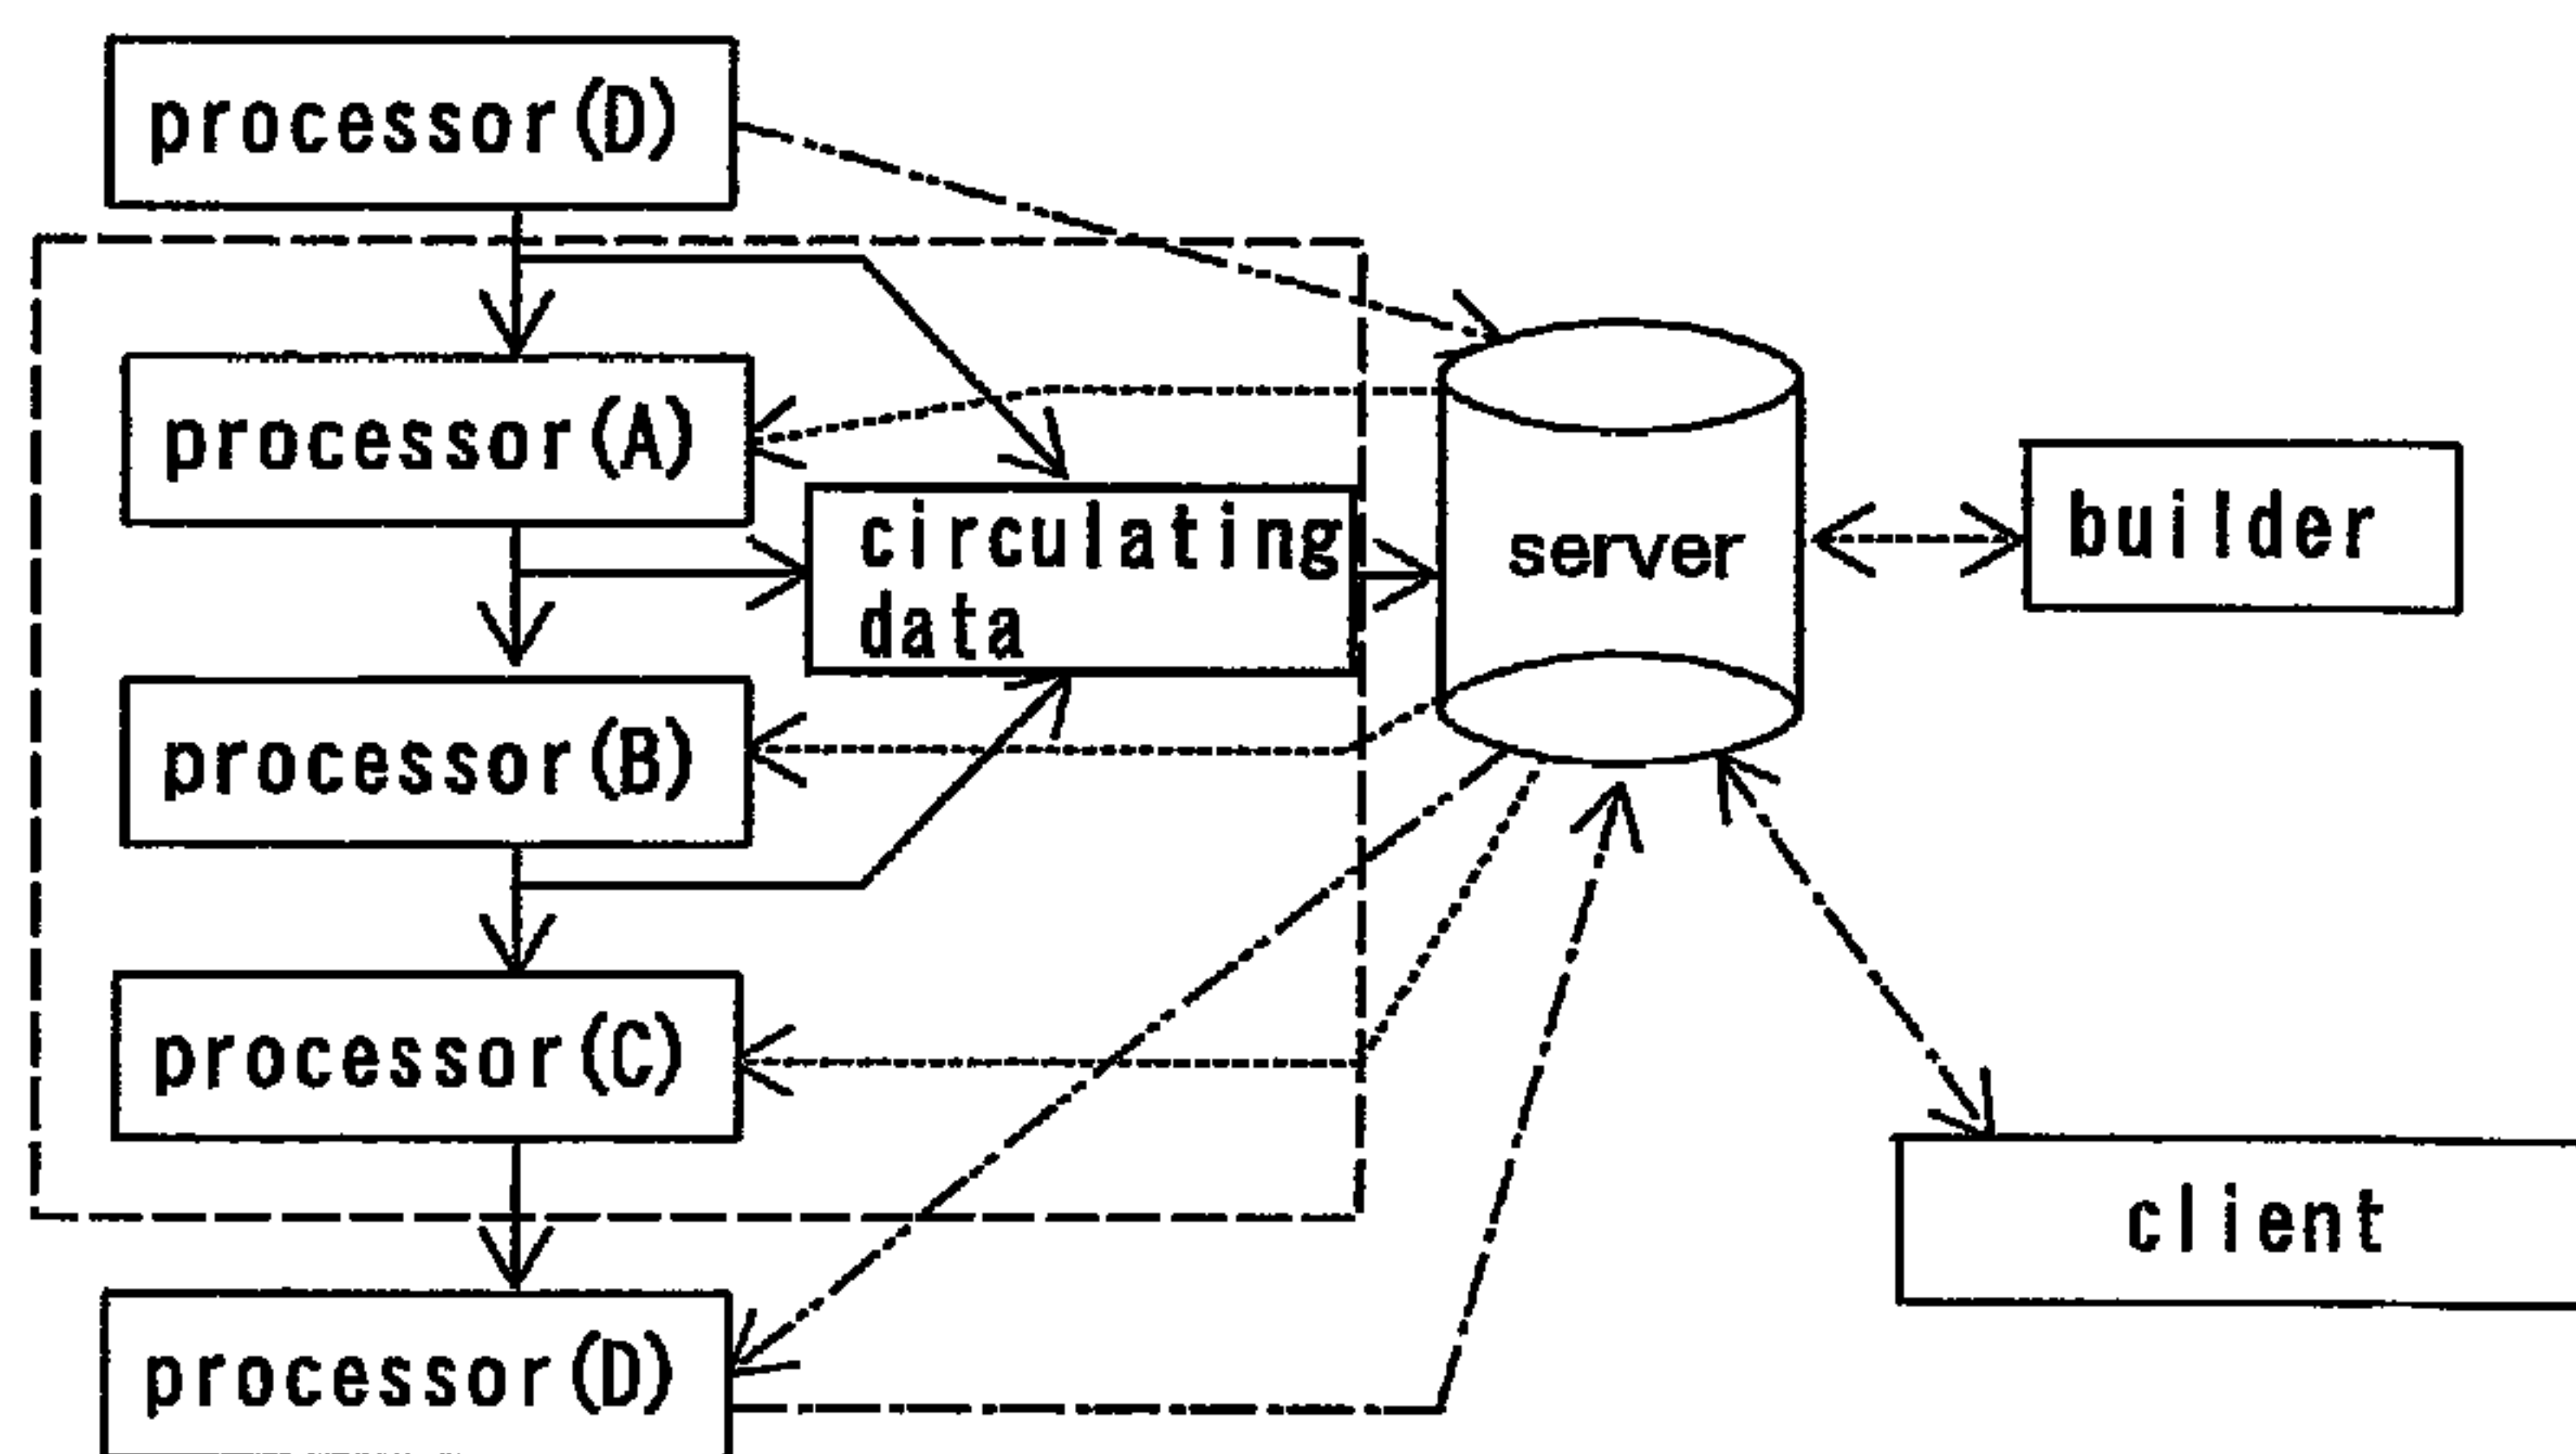 processor(D)
processor(A)
circulating
data
server
builder
processor(B)
processor(C)
client
processor(D)